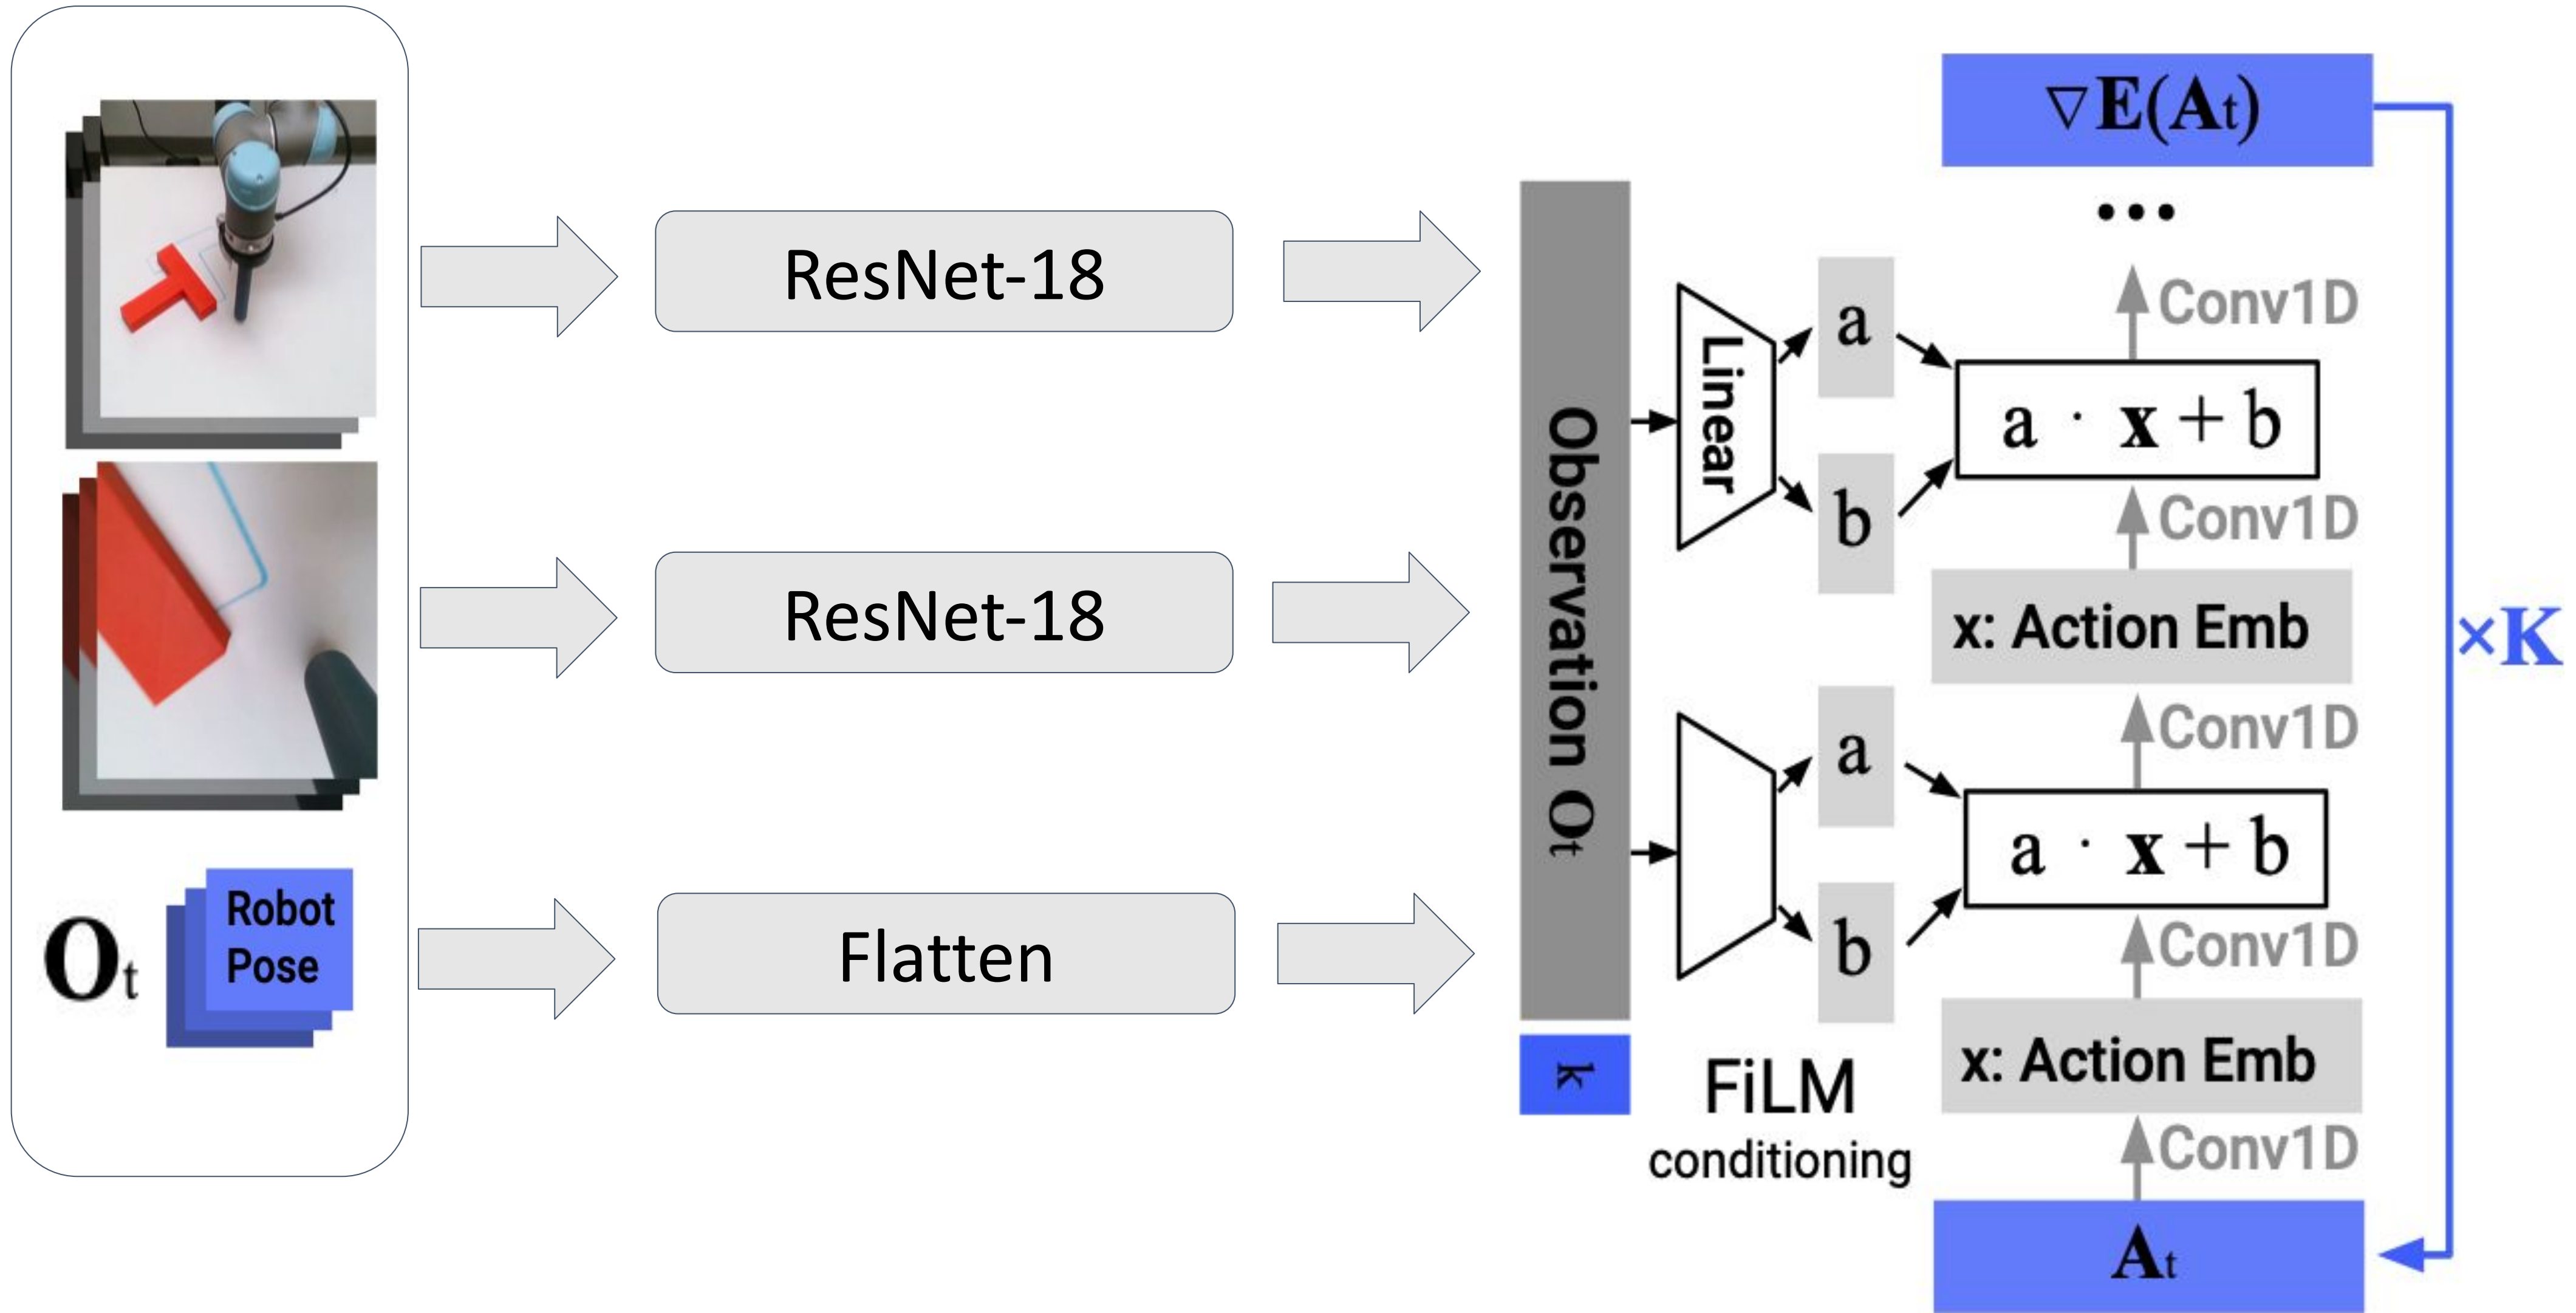 O t
Robot
Pose
ResNet-18
ResNet-18
Flatten
Observation Ot
k
Linear
a
b
a
b
FiLM
conditioning
∇E(At)
...
Conv1D
a · x + b
Conv1D
x: Action Emb
Conv1D
a · x + b
Conv1D
x: Action Emb
Conv1D
At
×K